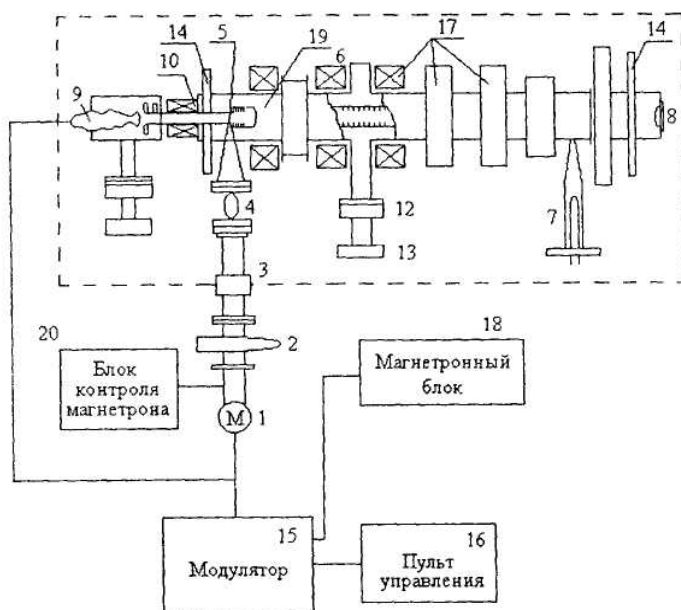 14
5
19
6
17
14
9
10
8
4
12
7
13
3
20
2
18
Блок
контроля
магнетрона
Магнетронный
блок
М 1
15
Модулятор
16
Пульт
управления